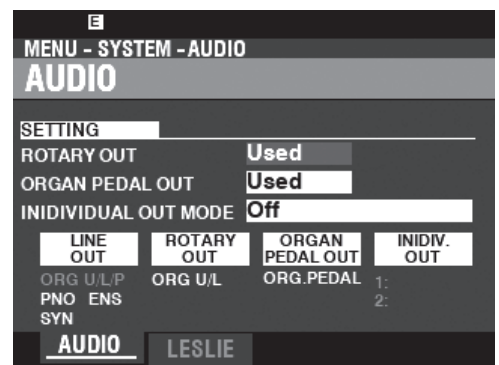 E
MENU - SYSTEM - AUDIO
AUDIO
SETTING
ROTARY OUT Used
ORGAN PEDAL OUT Used
INIDIVIDUAL OUT MODE Off
LINE OUT ROTARY OUT ORGAN PEDAL OUT INIDIV. OUT
ORG U/L/P ORG U/L ORG.PEDAL 1:
PNO ENS 2:
SYN
AUDIO LESLIE